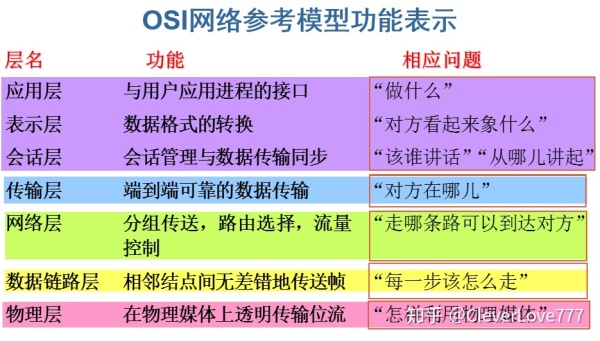 OSI网络参考模型功能表示
层名 功能 相应问题
应用层 与用户应用进程的接口 “做什么”
表示层 数据格式的转换 “对方看起来象什么”
会话层 会话管理与数据传输同步 “该谁讲话”“从哪儿讲起”
传输层 端到端可靠的数据传输 “对方在哪儿”
网络层 分组传送，路由选择，流量 “走哪条路可以到达对方”
控制
数据链路层 相邻结点间无差错地传送帧 “每一步该怎么走”
物理层 在物理媒体上透明传输位流 “怎样利用物理媒体”
知乎 @CleverLove777